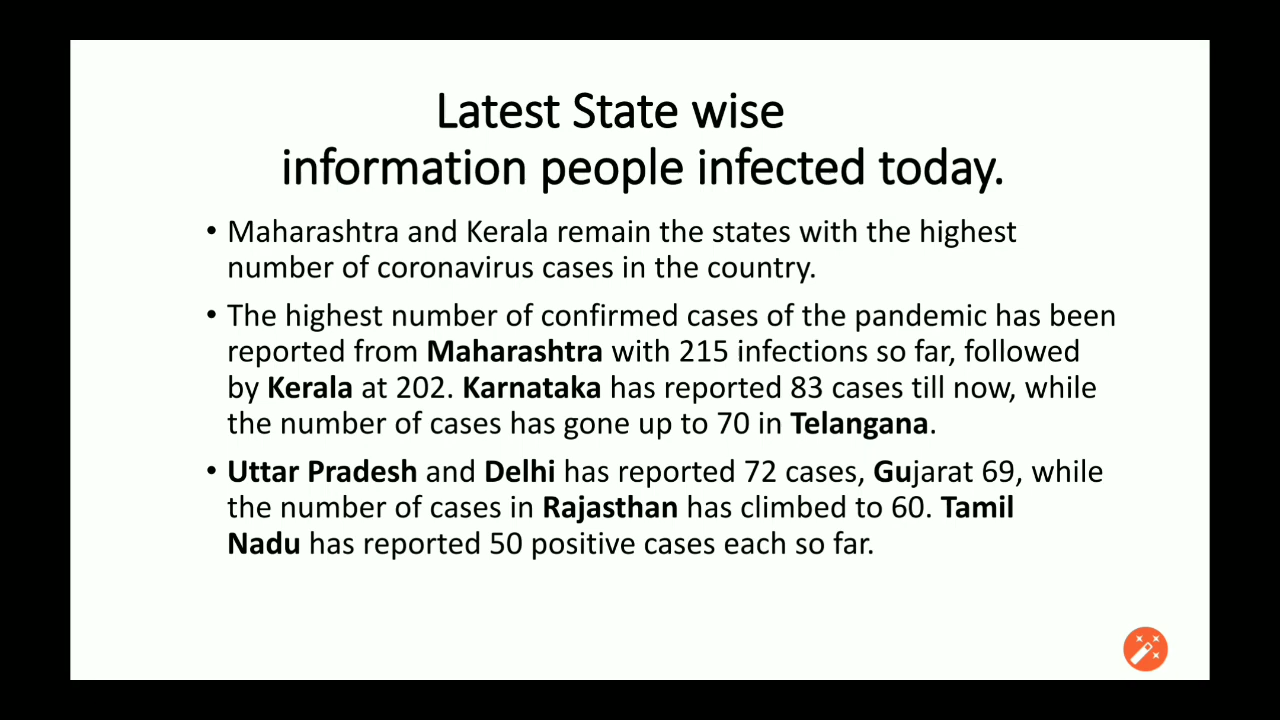 Latest State wise
information people infected today.
• Maharashtra and Kerala remain the states with the highest
number of coronavirus cases in the country.
• The highest number of confirmed cases of the pandemic has been
reported from Maharashtra with 215 infections so far, followed
by Kerala at 202. Karnataka has reported 83 cases till now, while
the number of cases has gone up to 70 in Telangana.
• Uttar Pradesh and Delhi has reported 72 cases, Gujarat 69, while
the number of cases in Rajasthan has climbed to 60. Tamil
Nadu has reported 50 positive cases each so far.